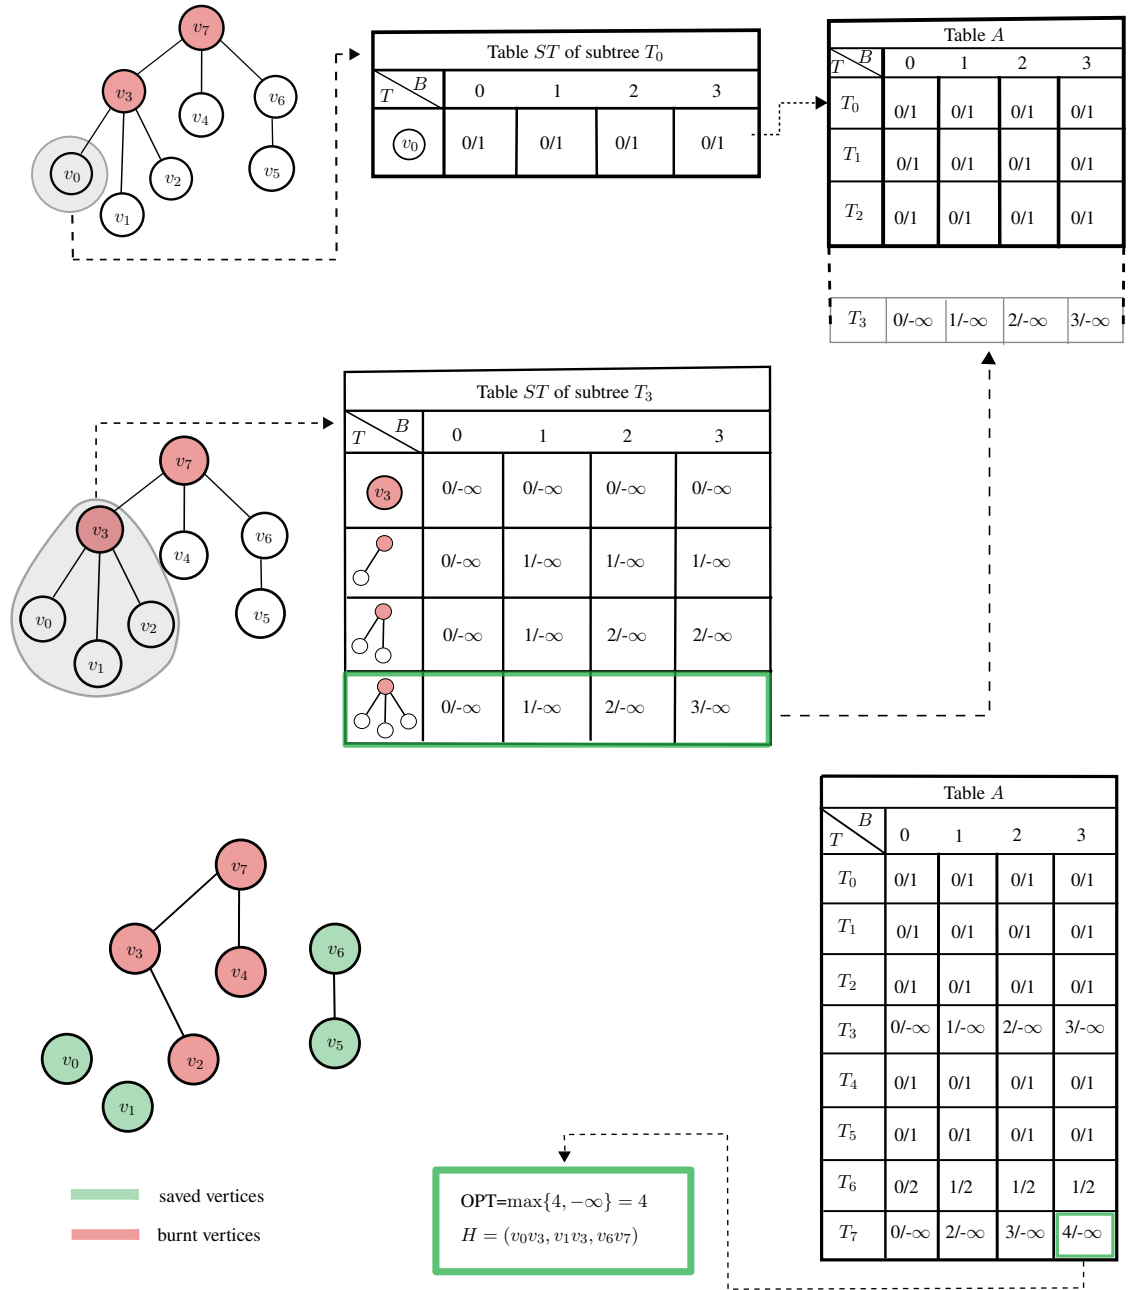 v₇
v₃
v₆
v₄
v₀
v₂
v₅
v₁
Table ST of subtree T₀
T B 0 1 2 3
v₀ 0/1 0/1 0/1 0/1
Table A
T B 0 1 2 3
T₀ 0/1 0/1 0/1 0/1
T₁ 0/1 0/1 0/1 0/1
T₂ 0/1 0/1 0/1 0/1
T₃ 0/-∞ 1/-∞ 2/-∞ 3/-∞
v₇
v₃
v₆
v₄
v₀
v₂
v₅
v₁
Table ST of subtree T₃
T B 0 1 2 3
v₃ 0/-∞ 0/-∞ 0/-∞ 0/-∞
0/-∞ 1/-∞ 1/-∞ 1/-∞
0/-∞ 1/-∞ 2/-∞ 2/-∞
0/-∞ 1/-∞ 2/-∞ 3/-∞
v₇
v₃
v₆
v₄
v₅
v₀
v₂
v₁
saved vertices
burnt vertices
OPT=max{4, −∞} = 4
H = (v₀v₃, v₁v₃, v₆v₇)
Table A
T B 0 1 2 3
T₀ 0/1 0/1 0/1 0/1
T₁ 0/1 0/1 0/1 0/1
T₂ 0/1 0/1 0/1 0/1
T₃ 0/-∞ 1/-∞ 2/-∞ 3/-∞
T₄ 0/1 0/1 0/1 0/1
T₅ 0/1 0/1 0/1 0/1
T₆ 0/2 1/2 1/2 1/2
T₇ 0/-∞ 2/-∞ 3/-∞ 4/-∞